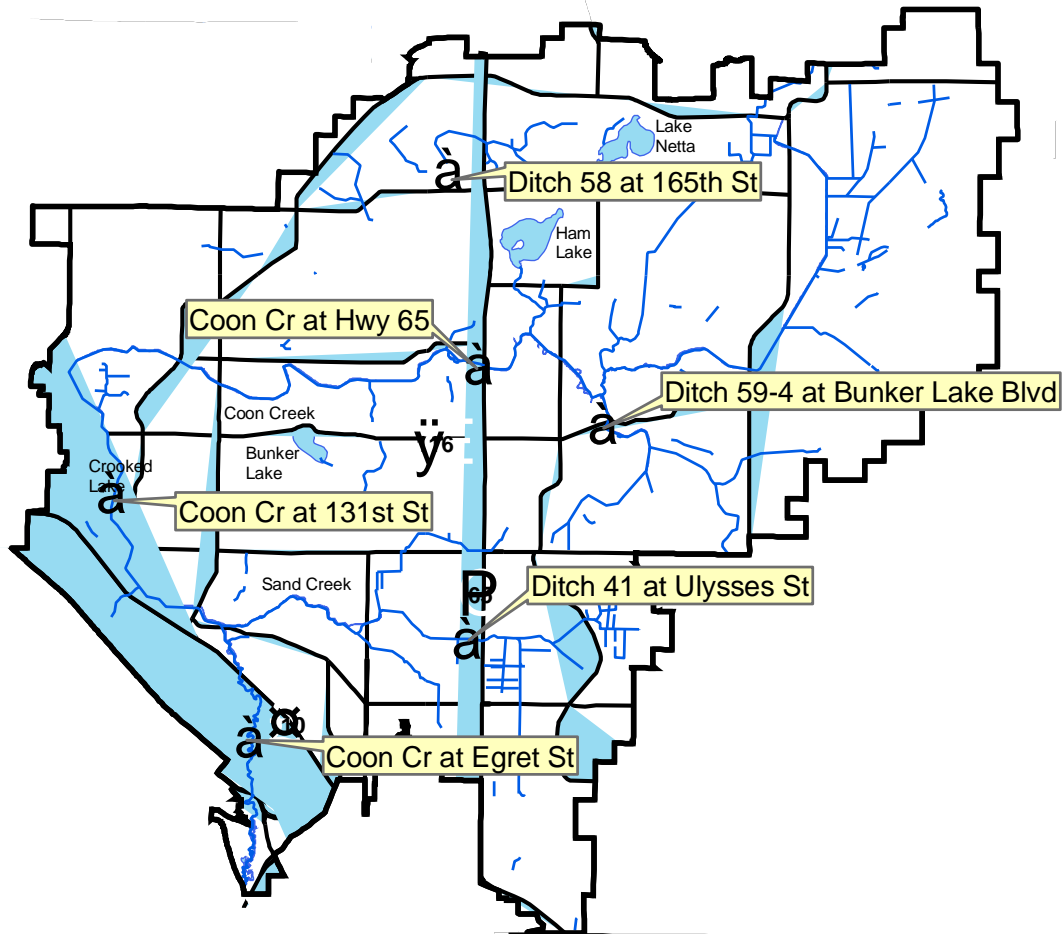 Lake
Netta
à
Ditch 58 at 165th St
Ham
Lake
Coon Cr at Hwy 65
à
Ditch 59-4 at Bunker Lake Blvd
à
Coon Creek
ÿ
Bunker
Lake
Crooked
Lake
à
Coon Cr at 131st St
Sand Creek
P
Ditch 41 at Ulysses St
à
¤
10
à
Coon Cr at Egret St